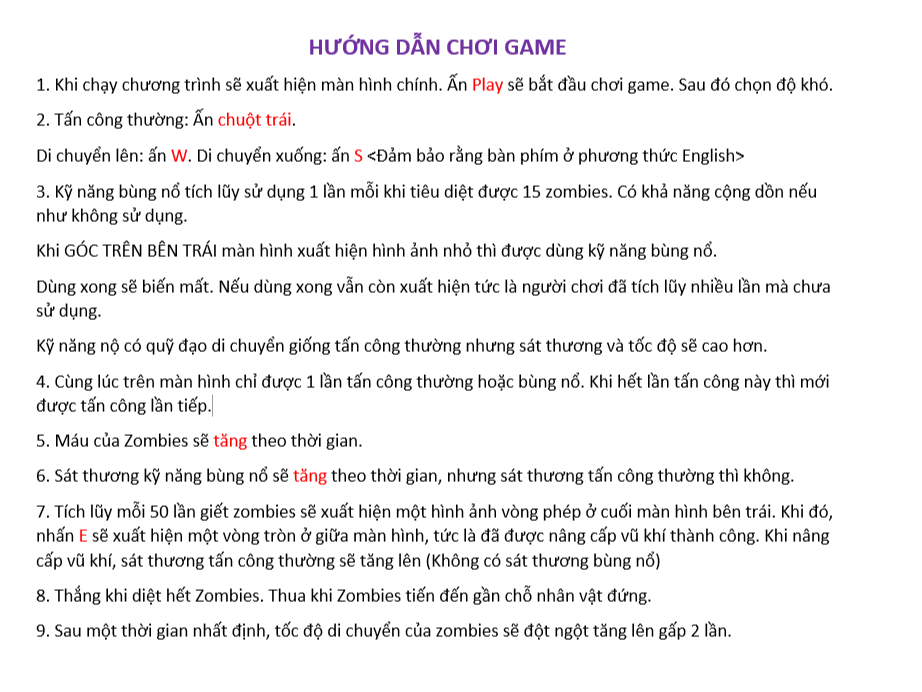 HƯỚNG DẪN CHƠI GAME
1. Khi chạy chương trình sẽ xuất hiện màn hình chính. Ấn Play sẽ bắt đầu chơi game. Sau đó chọn độ khó.
2. Tấn công thường: Ấn chuột trái.
Di chuyển lên: ấn W. Di chuyển xuống: ấn S <Đảm bảo rằng bàn phím ở phương thức English>
3. Kỹ năng bùng nổ tích lũy sử dụng 1 lần mỗi khi tiêu diệt được 15 zombies. Có khả năng cộng dồn nếu
như không sử dụng.
Khi GÓC TRÊN BÊN TRÁI màn hình xuất hiện hình ảnh nhỏ thì được dùng kỹ năng bùng nổ.
Dùng xong sẽ biến mất. Nếu dùng xong vẫn còn xuất hiện tức là người chơi đã tích lũy nhiều lần mà chưa
sử dụng.
Kỹ năng nộ có quỹ đạo di chuyển giống tấn công thường nhưng sát thương và tốc độ sẽ cao hơn.
4. Cùng lúc trên màn hình chỉ được 1 lần tấn công thường hoặc bùng nổ. Khi hết lần tấn công này thì mới
được tấn công lần tiếp.
5. Máu của Zombies sẽ tăng theo thời gian.
6. Sát thương kỹ năng bùng nổ sẽ tăng theo thời gian, nhưng sát thương tấn công thường thì không.
7. Tích lũy mỗi 50 lần giết zombies sẽ xuất hiện một hình ảnh vòng phép ở cuối màn hình bên trái. Khi đó,
nhấn E sẽ xuất hiện một vòng tròn ở giữa màn hình, tức là đã được nâng cấp vũ khí thành công. Khi nâng
cấp vũ khí, sát thương tấn công thường sẽ tăng lên (Không có sát thương bùng nổ)
8. Thắng khi diệt hết Zombies. Thua khi Zombies tiến đến gần chỗ nhân vật đứng.
9. Sau một thời gian nhất định, tốc độ di chuyển của zombies sẽ đột ngột tăng lên gấp 2 lần.